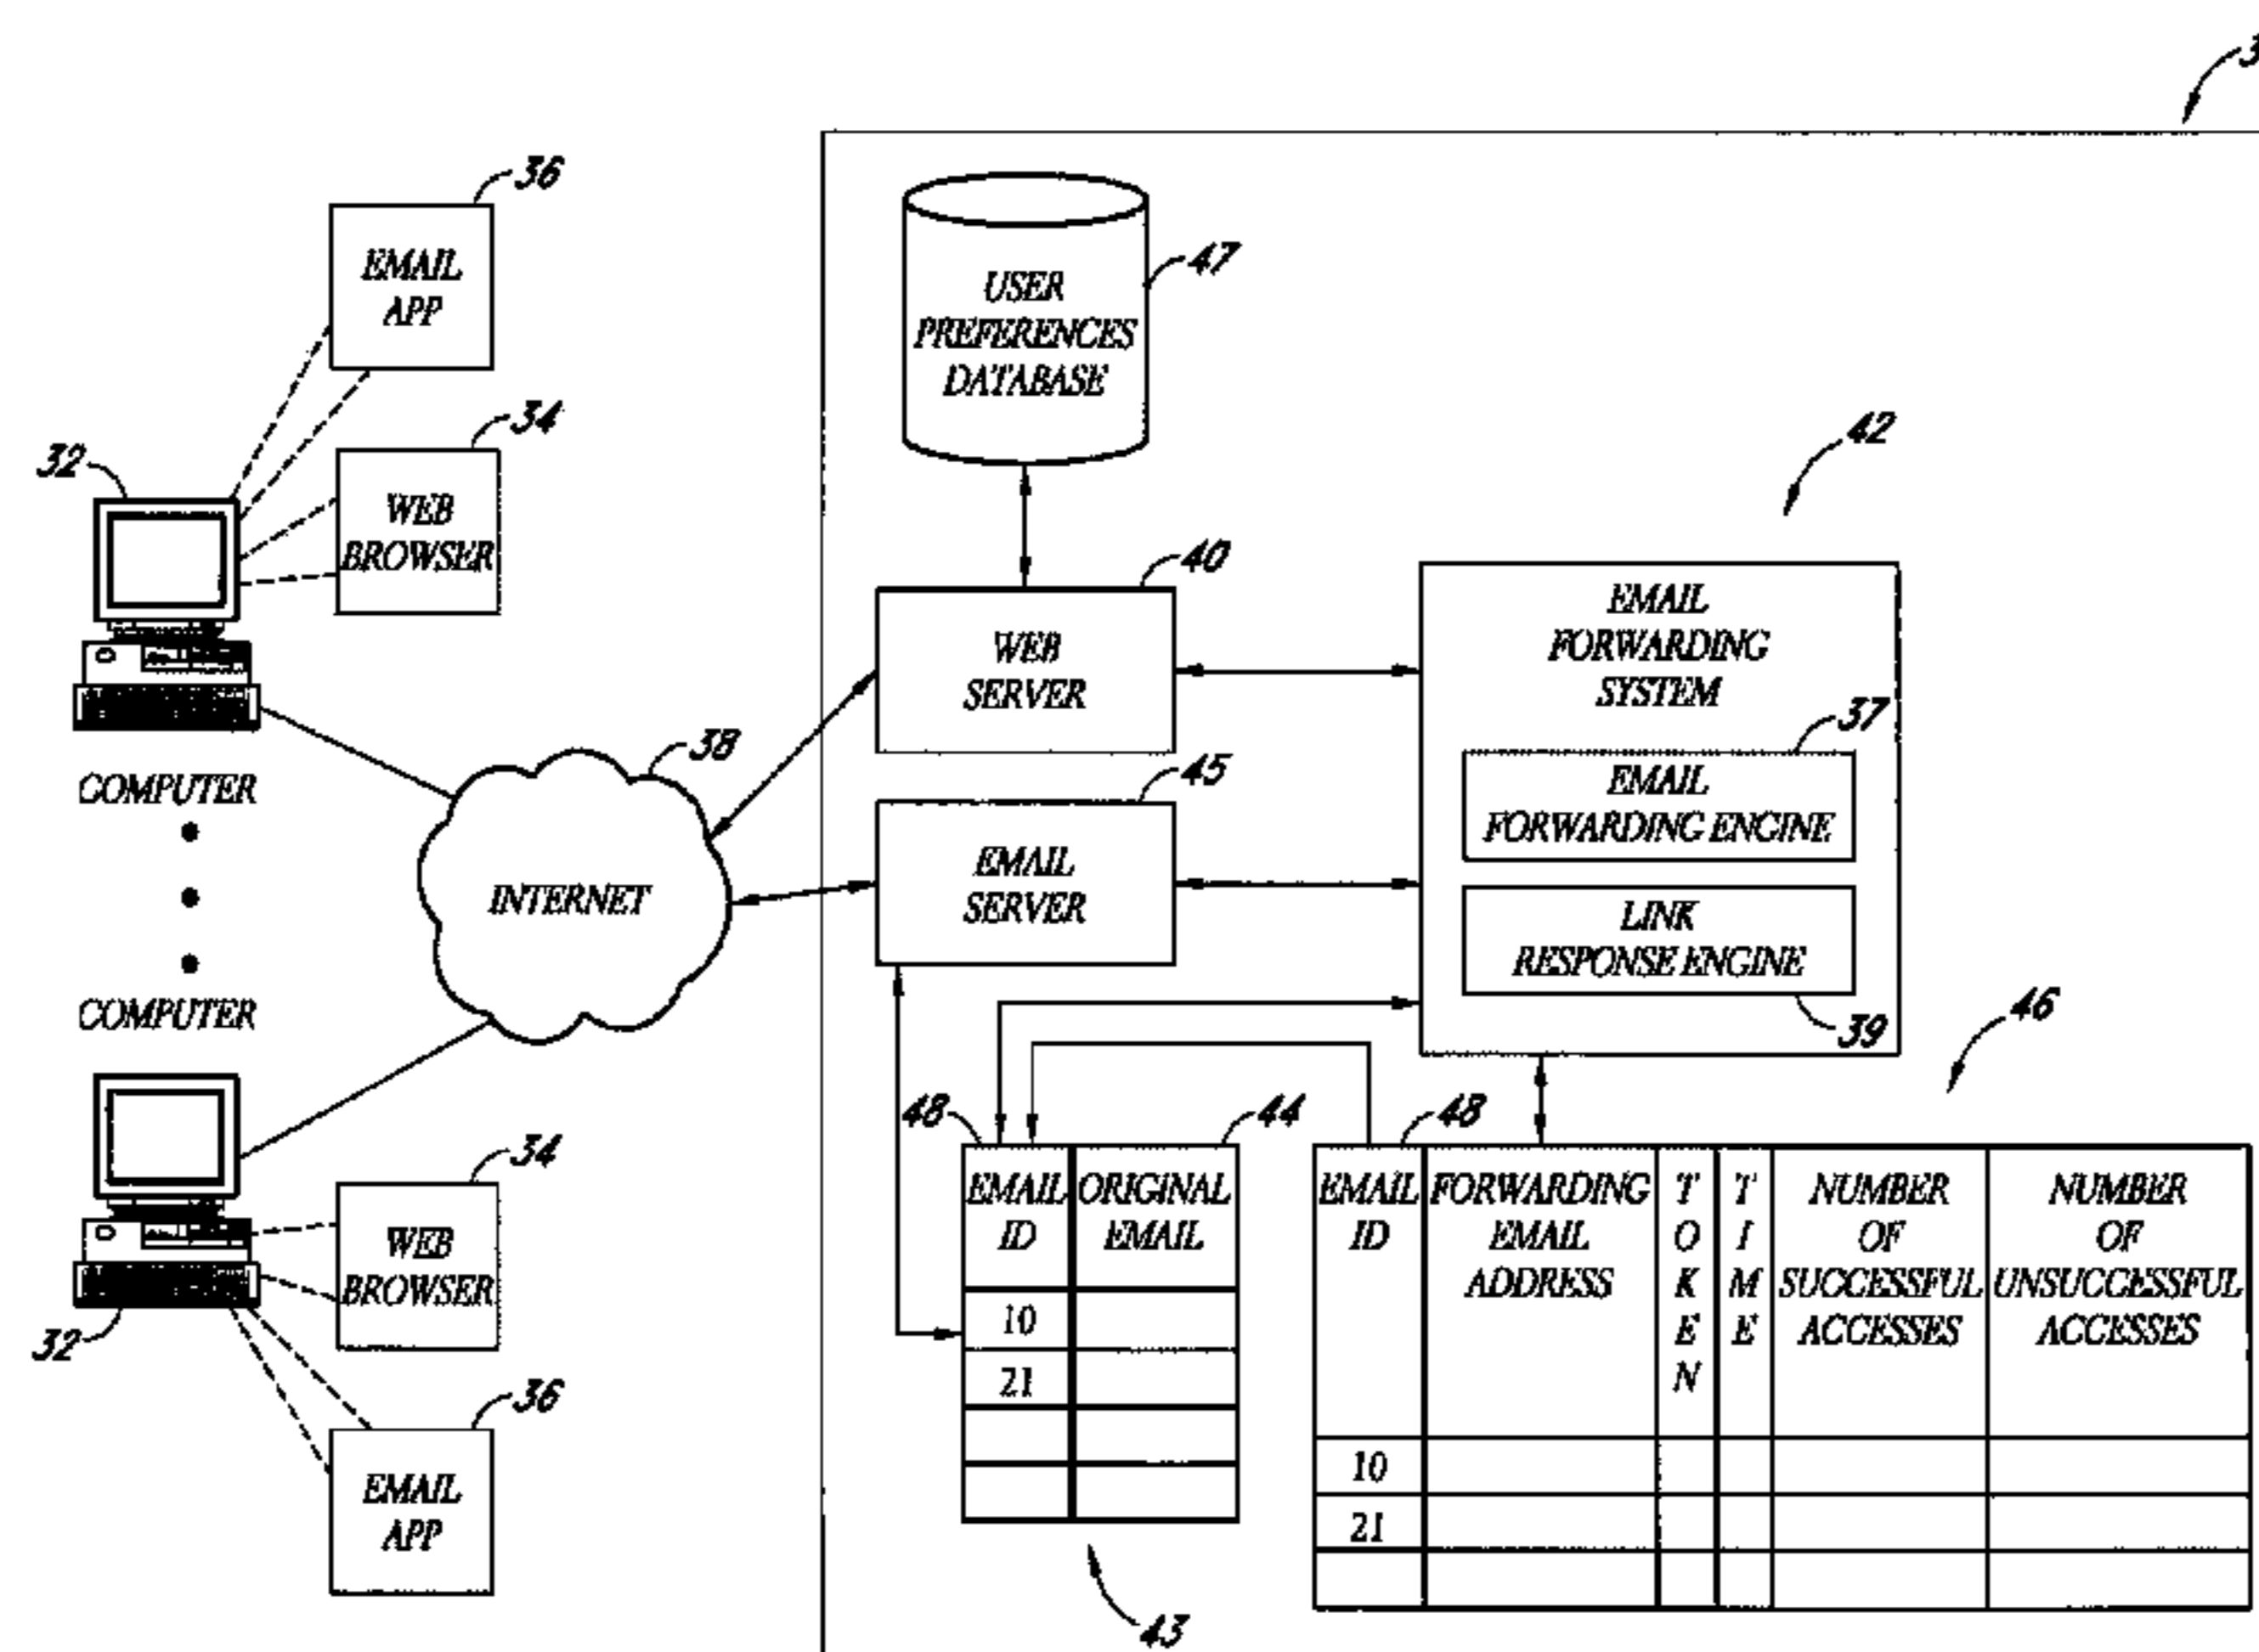 3
36
EMAIL
APP
34
32
WEB
BROWSER
COMPUTER
COMPUTER
34
WEB
BROWSER
32
36
EMAIL
APP
38
INTERNET
47
USER
PREFERENCES
DATABASE
40
WEB
SERVER
45
EMAIL
SERVER
42
EMAIL
FORWARDING
SYSTEM
37
EMAIL
FORWARDING ENGINE
LINK
RESPONSE ENGINE
39
48
44
EMAIL
ID
ORIGINAL
EMAIL
10
21
43
48
46
EMAIL
ID
FORWARDING
EMAIL
ADDRESS
TOKEN
TIME
NUMBER
OF
SUCCESSFUL
ACCESSES
NUMBER
OF
UNSUCCESSFUL
ACCESSES
10
21